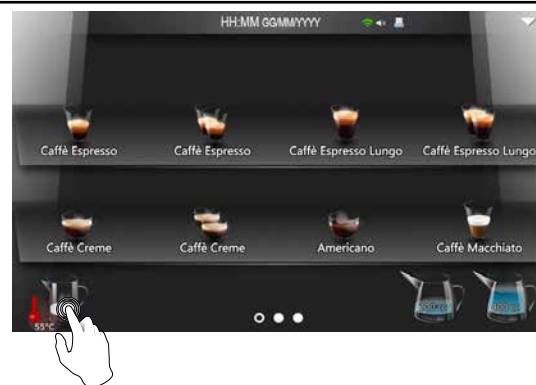 HH:MM GG/MM/YYYY
Caffè Espresso
Caffè Espresso
Caffè Espresso Lungo
Caffè Espresso Lungo
Caffè Creme
Caffè Creme
Americano
Caffè Macchiato
55°C